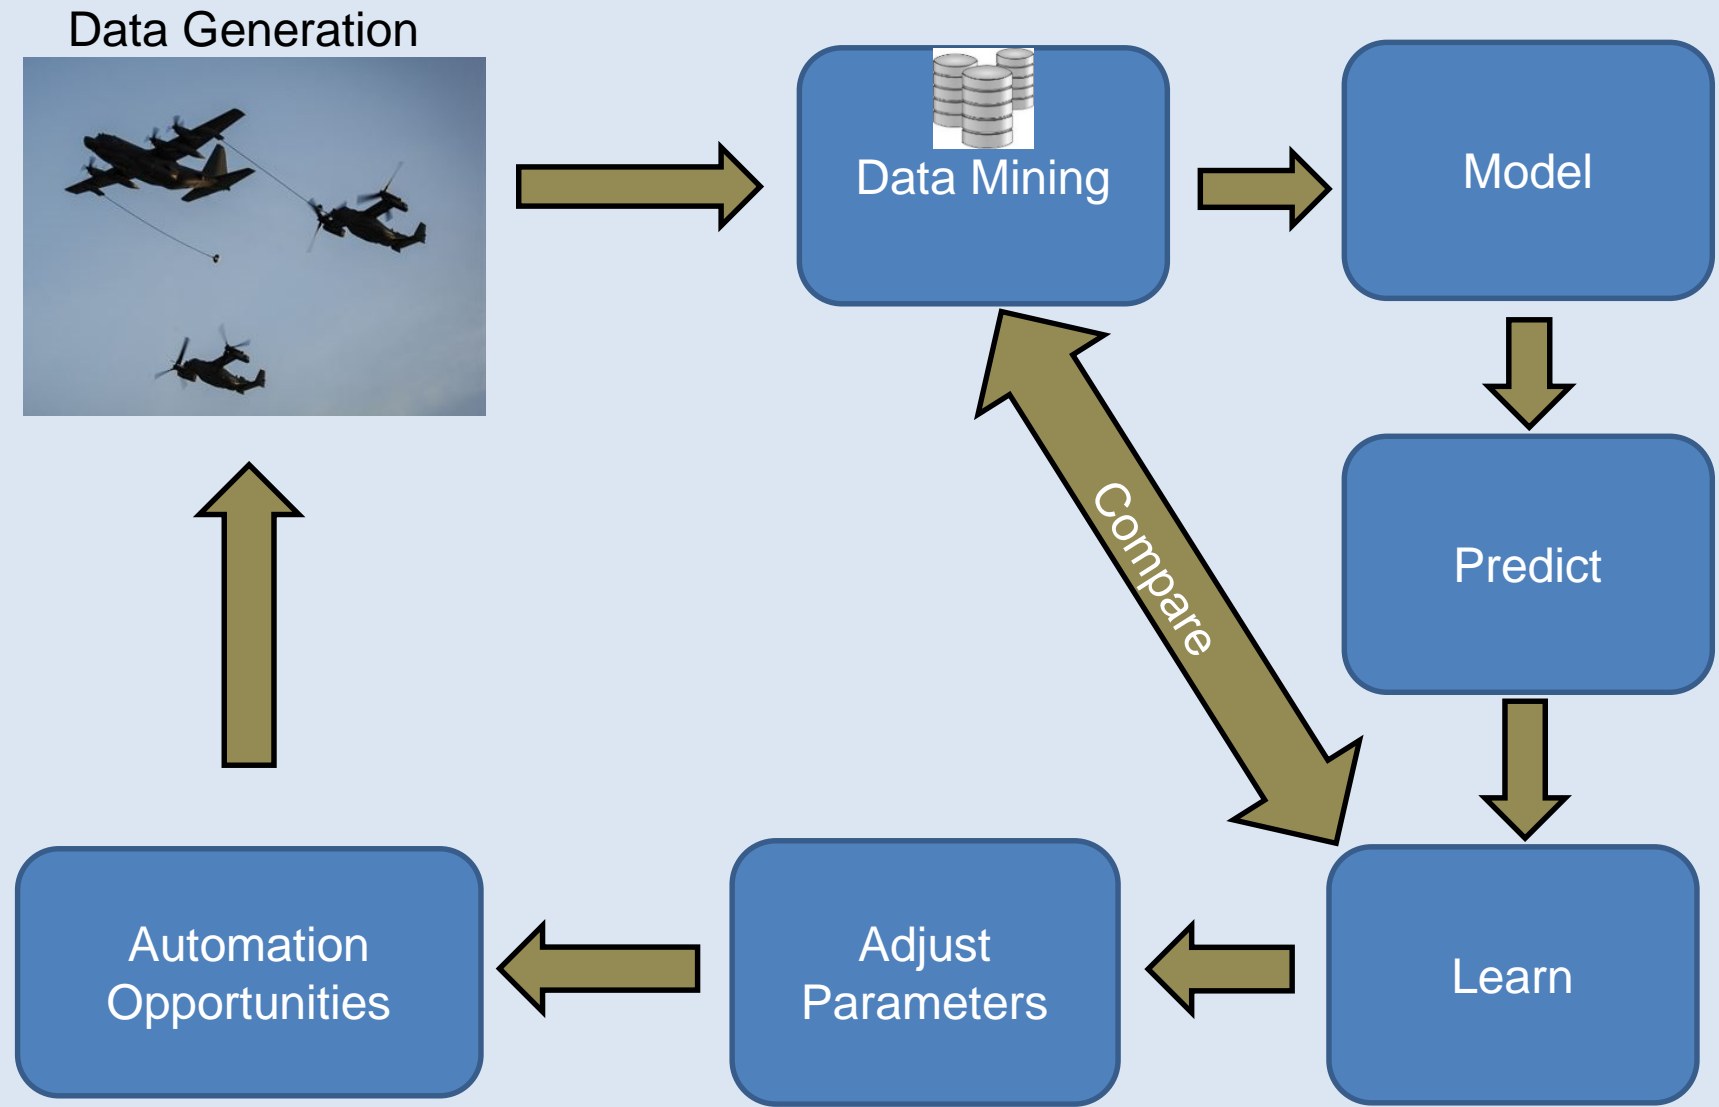 Data Generation
Data Mining
Model
Compare
Predict
Automation
Opportunities
Adjust
Parameters
Learn